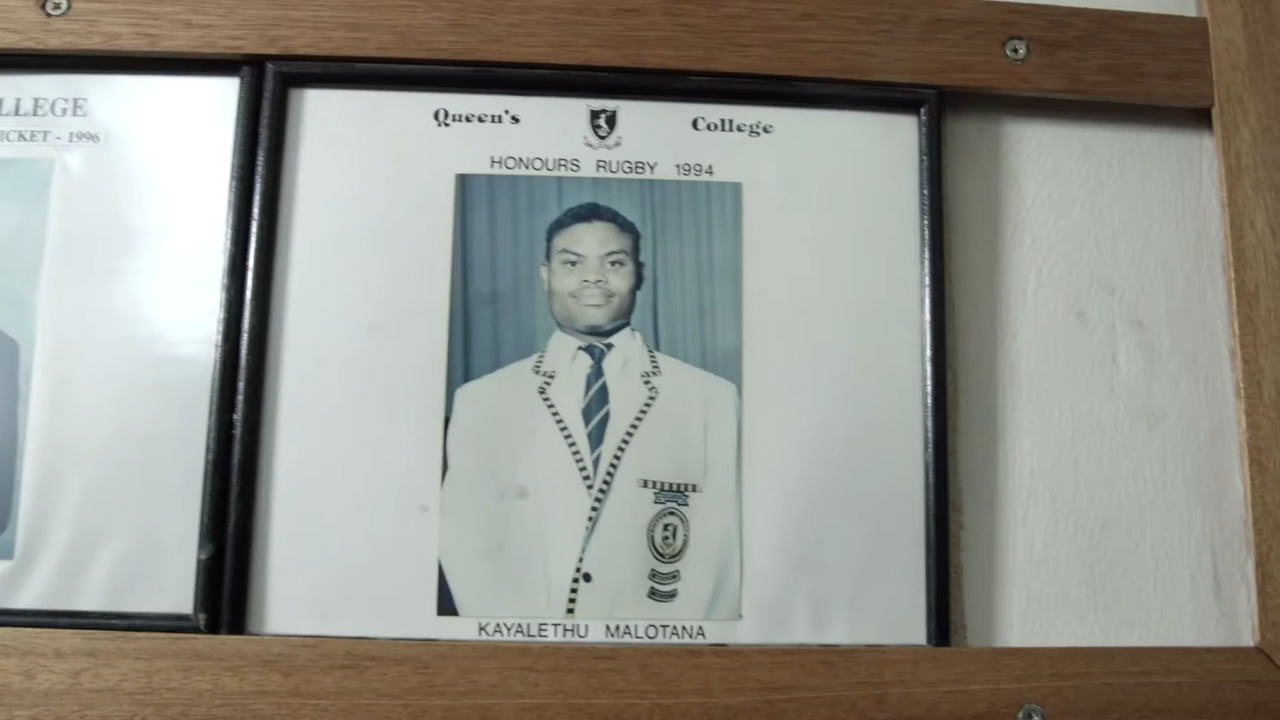 LLEGE
ICKET - 1996
Queen's College
HONOURS RUGBY 1994
KAYALETHU MALOTANA